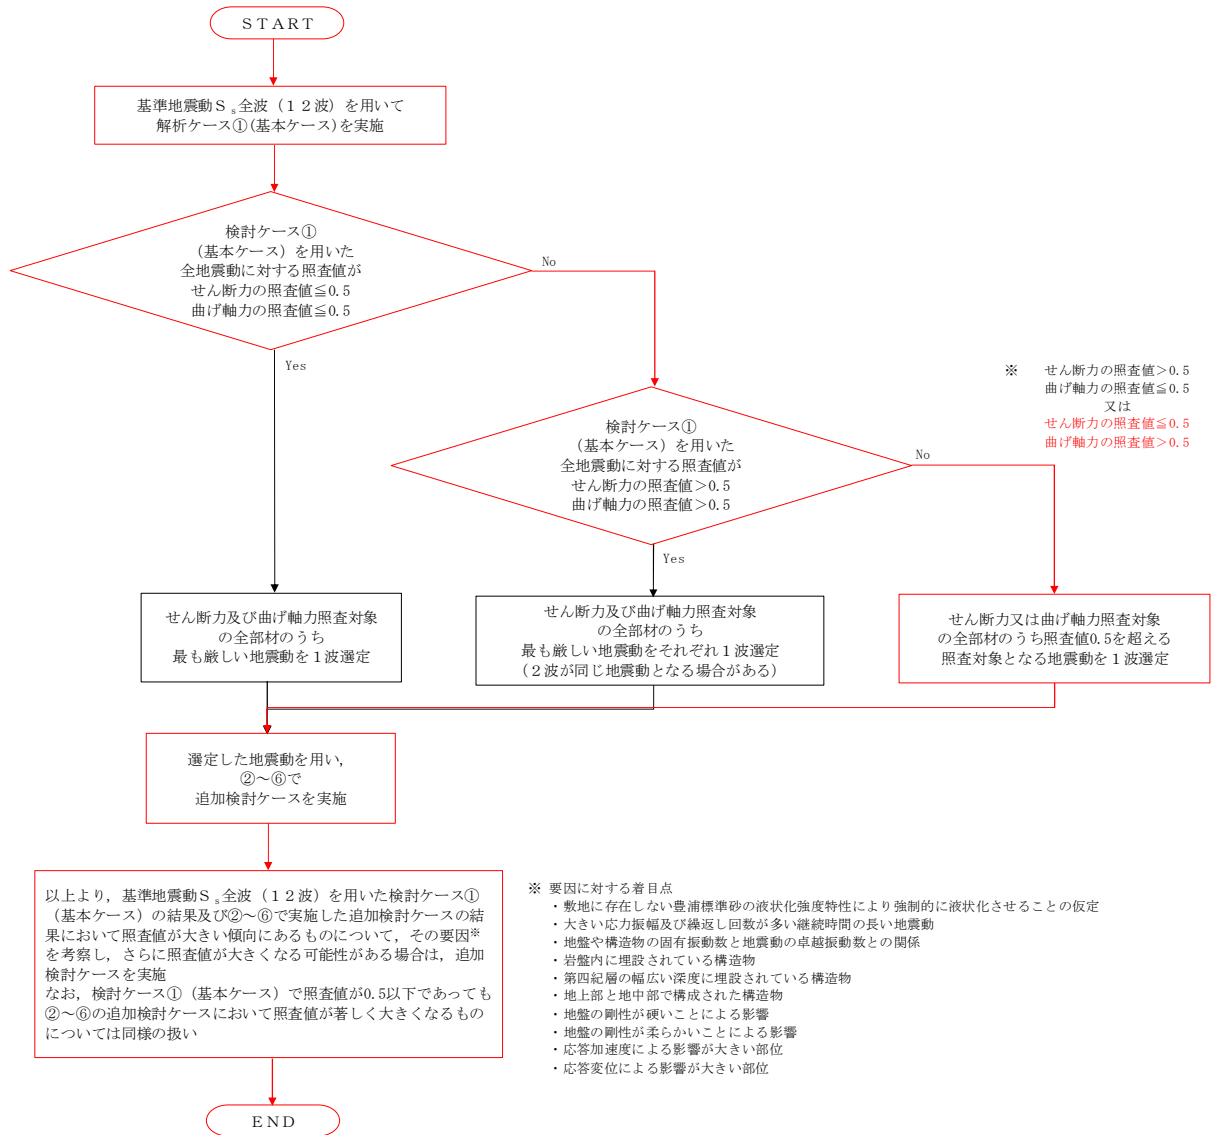 ＳＴＡＲＴ
基準地震動Ｓｓ全波（１２波）を用いて
解析ケース①(基本ケース)を実施
検討ケース①
（基本ケース）を用いた
全地震動に対する照査値が
せん断力の照査値≦0.5
曲げ軸力の照査値≦0.5
No
Yes
※　せん断力の照査値＞0.5
曲げ軸力の照査値≦0.5
又は
せん断力の照査値≦0.5
曲げ軸力の照査値＞0.5
検討ケース①
（基本ケース）を用いた
全地震動に対する照査値が
せん断力の照査値＞0.5
曲げ軸力の照査値＞0.5
No
Yes
せん断力及び曲げ軸力照査対象
の全部材のうち
最も厳しい地震動を１波選定
せん断力及び曲げ軸力照査対象
の全部材のうち
最も厳しい地震動をそれぞれ１波選定
（２波が同じ地震動となる場合がある）
せん断力又は曲げ軸力照査対象
の全部材のうち照査値0.5を超える
照査対象となる地震動を１波選定
選定した地震動を用い，
②～⑥で
追加検討ケースを実施
以上より，基準地震動Ｓｓ全波（１２波）を用いた検討ケース①
（基本ケース）の結果及び②～⑥で実施した追加検討ケースの結
果において照査値が大きい傾向にあるものについて，その要因※
を考察し，さらに照査値が大きくなる可能性がある場合は，追加
検討ケースを実施
なお，検討ケース①（基本ケース）で照査値が0.5以下であっても
②～⑥の追加検討ケースにおいて照査値が著しく大きくなるもの
については同様の扱い
※ 要因に対する着目点
・敷地に存在しない豊浦標準砂の液状化強度特性により強制的に液状化させることの仮定
・大きい応力振幅及び繰返し回数が多い継続時間の長い地震動
・地盤や構造物の固有振動数と地震動の卓越振動数との関係
・岩盤内に埋設されている構造物
・第四紀層の幅広い深度に埋設されている構造物
・地上部と地中部で構成された構造物
・地盤の剛性が硬いことによる影響
・地盤の剛性が柔らかいことによる影響
・応答加速度による影響が大きい部位
・応答変位による影響が大きい部位
ＥＮＤ